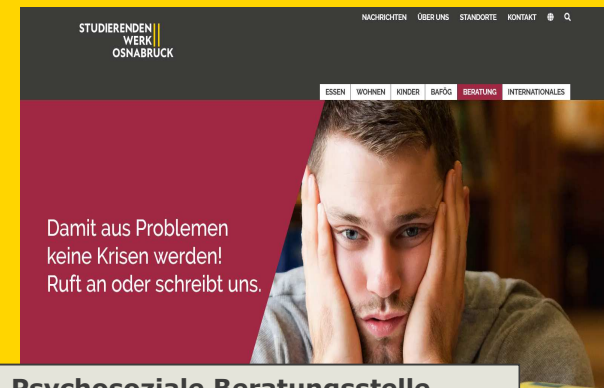 NACHRICHTEN ÜBER UNS STANDORTE KONTAKT
STUDIERENDEN
WERK
OSNABRÜCK
ESSEN WOHNEN KINDER BAFÖG BERATUNG INTERNATIONALES
Damit aus Problemen
keine Krisen werden!
Ruft an oder schreibt uns.
Psychosoziale Beratungsstelle